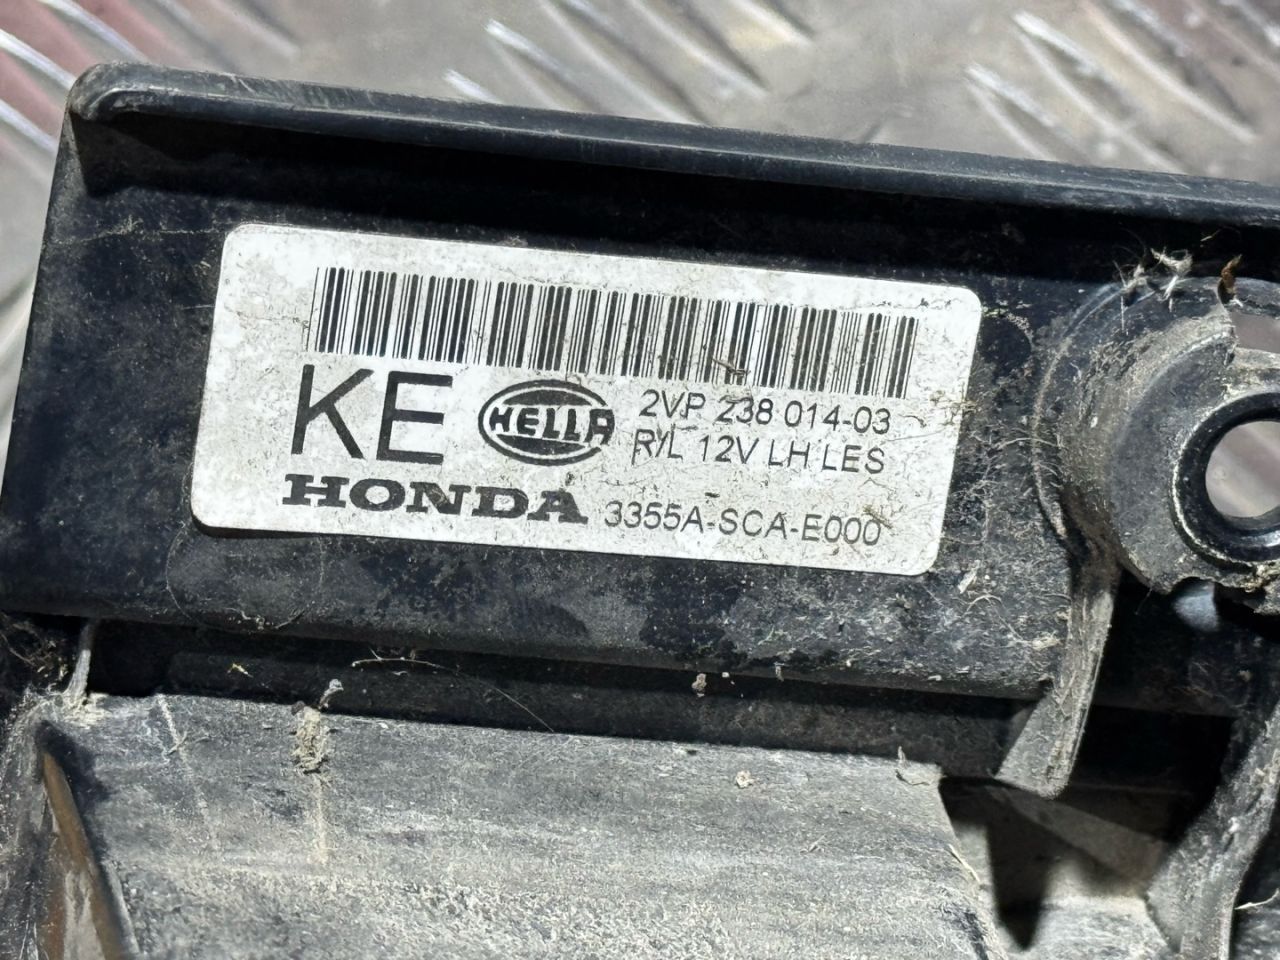 KE HELLA 2VP 238 014-03
R/L 12V LH LES
HONDA 3355A-SCA-E000